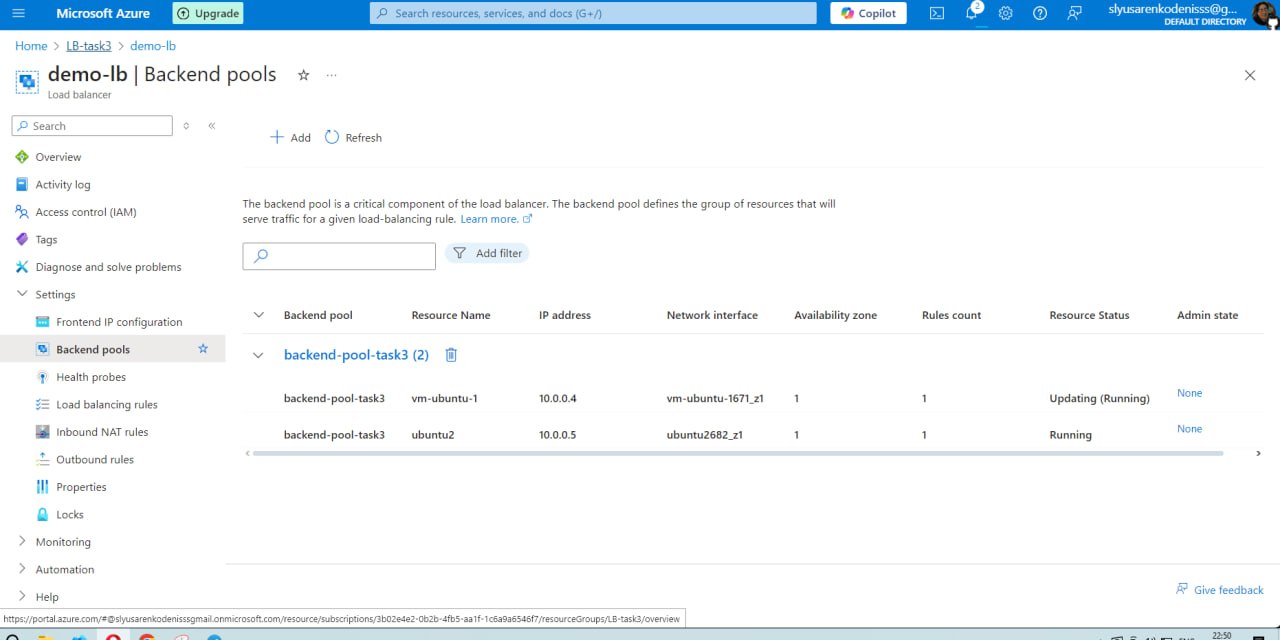 Microsoft Azure
Upgrade
Search resources, services, and docs (G+/)
Copilot
2
slyusarenkodenisss@g...
DEFAULT DIRECTORY
Home > LB-task3 > demo-lb
demo-lb | Backend pools
...
Load balancer
Search
Overview
Activity log
Access control (IAM)
Tags
Diagnose and solve problems
Settings
Frontend IP configuration
Backend pools
Health probes
Load balancing rules
Inbound NAT rules
Outbound rules
Properties
Locks
Monitoring
Automation
Help
Add
Refresh
The backend pool is a critical component of the load balancer. The backend pool defines the group of resources that will
serve traffic for a given load-balancing rule. Learn more.
Add filter
Backend pool Resource Name IP address Network interface Availability zone Rules count Resource Status Admin state
backend-pool-task3 (2)
backend-pool-task3 vm-ubuntu-1 10.0.0.4 vm-ubuntu-1671_z1 1 1 Updating (Running) None
backend-pool-task3 ubuntu2 10.0.0.5 ubuntu2682_z1 1 1 Running None
Give feedback
https://portal.azure.com/#@slyusarenkodenisssgmail.onmicrosoft.com/resource/subscriptions/3b02e4e2-0b2b-4fb5-aa1f-1c6a9a6546f7/resourceGroups/LB-task3/overview
22:50